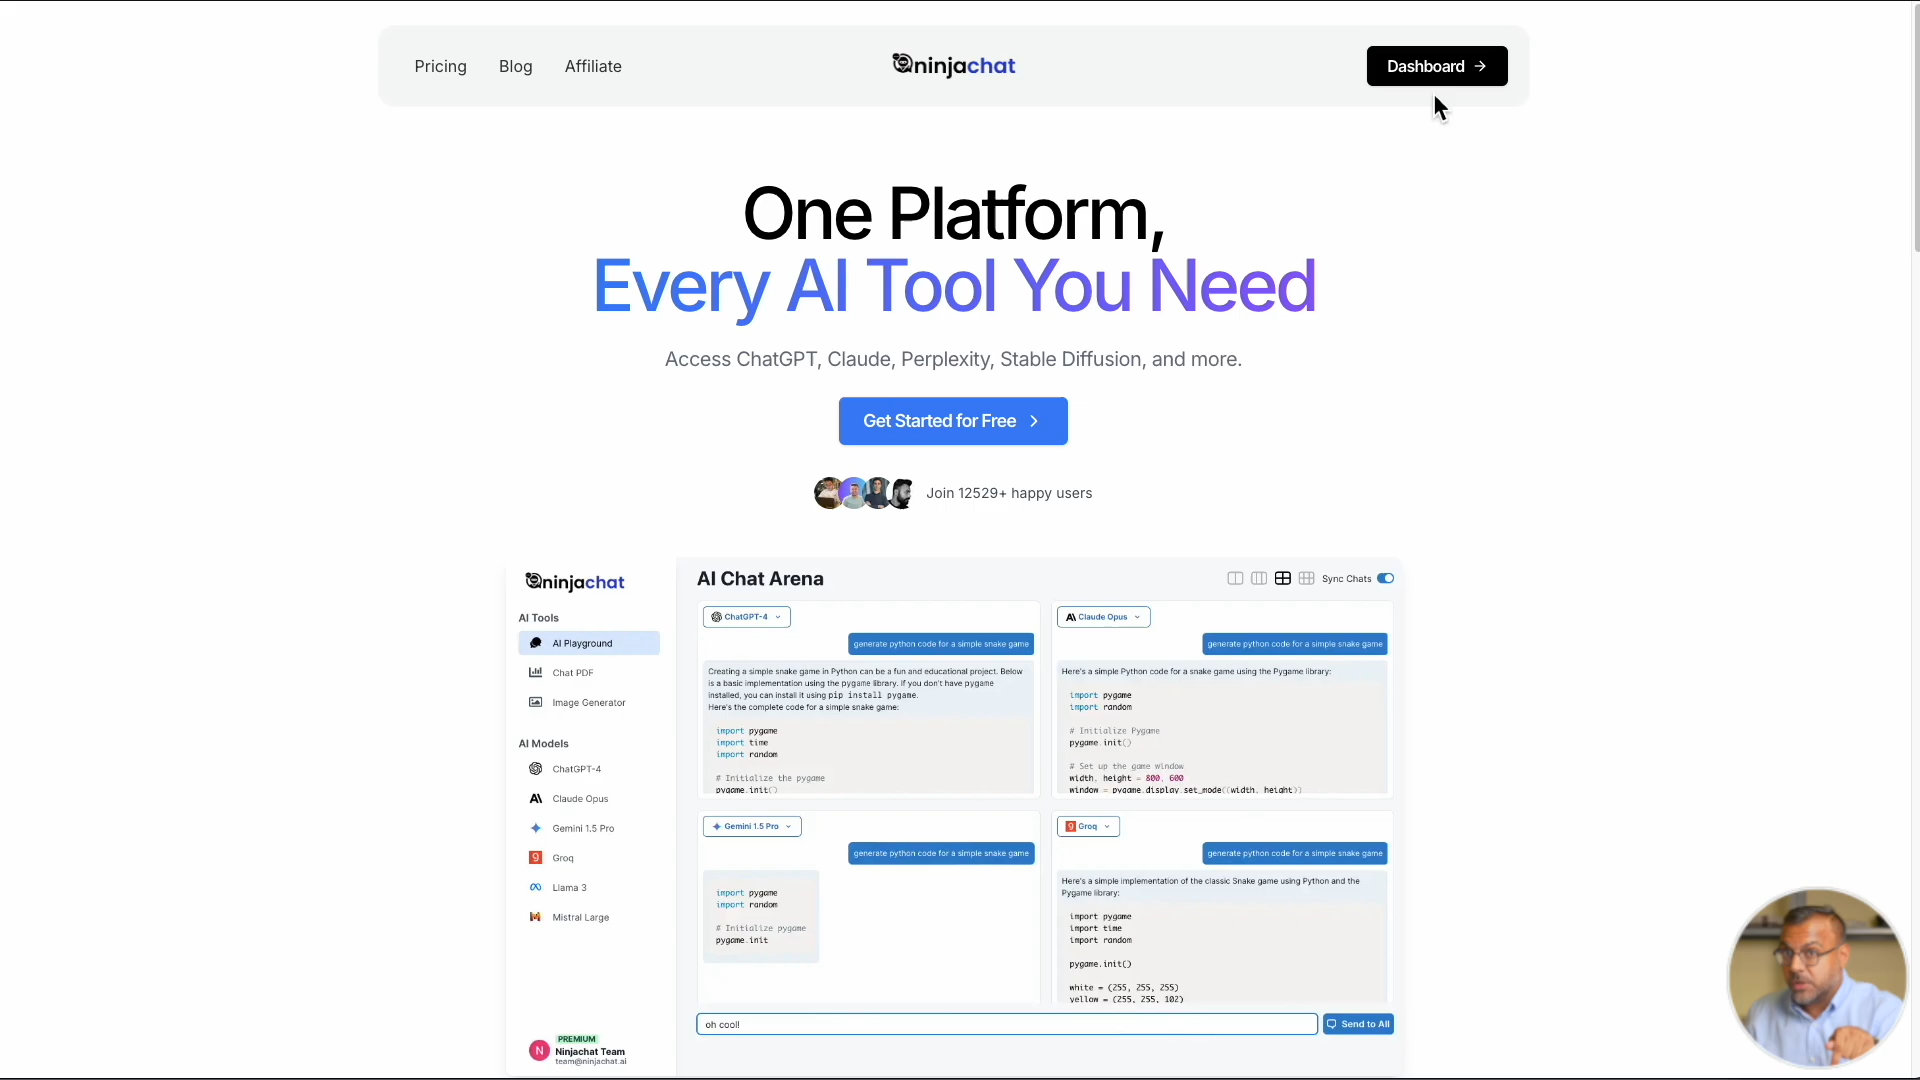 Pricing
Blog
Affiliate
ninjachat
Dashboard →
One Platform,
Every AI Tool You Need
Access ChatGPT, Claude, Perplexity, Stable Diffusion, and more.
Get Started for Free
Join 12529+ happy users
ninjachat
AI Tools
AI Playground
Chat PDF
Image Generator
AI Models
ChatGPT-4
Claude Opus
Gemini 1.5 Pro
Groq
Llama 3
Mistral Large
N
PREMIUM
Ninjachat Team
team@ninjachat.ai
AI Chat Arena
Sync Chats
ChatGPT-4
generate python code for a simple snake game
Creating a simple snake game in Python can be a fun and educational project. Below
is a basic implementation using the pygame library. If you don't have pygame
installed, you can install it using pip install pygame.
Here's the complete code for a simple snake game:
import pygame
import time
import random
# Initialize the pygame
pygame.init()
Claude Opus
generate python code for a simple snake game
Here's a simple Python code for a snake game using the Pygame library:
import pygame
import random
# Initialize Pygame
pygame.init()
# Set up the game window
width, height = 800, 600
window = pygame.display.set_mode((width, height))
Gemini 1.5 Pro
generate python code for a simple snake game
import pygame
import random
# Initialize pygame
pygame.init
Groq
generate python code for a simple snake game
Here's a simple implementation of the classic Snake game using Python and the
Pygame library:
import pygame
import time
import random
pygame.init()
white = (255, 255, 255)
yellow = (255, 255, 102)
oh cool!
Send to All